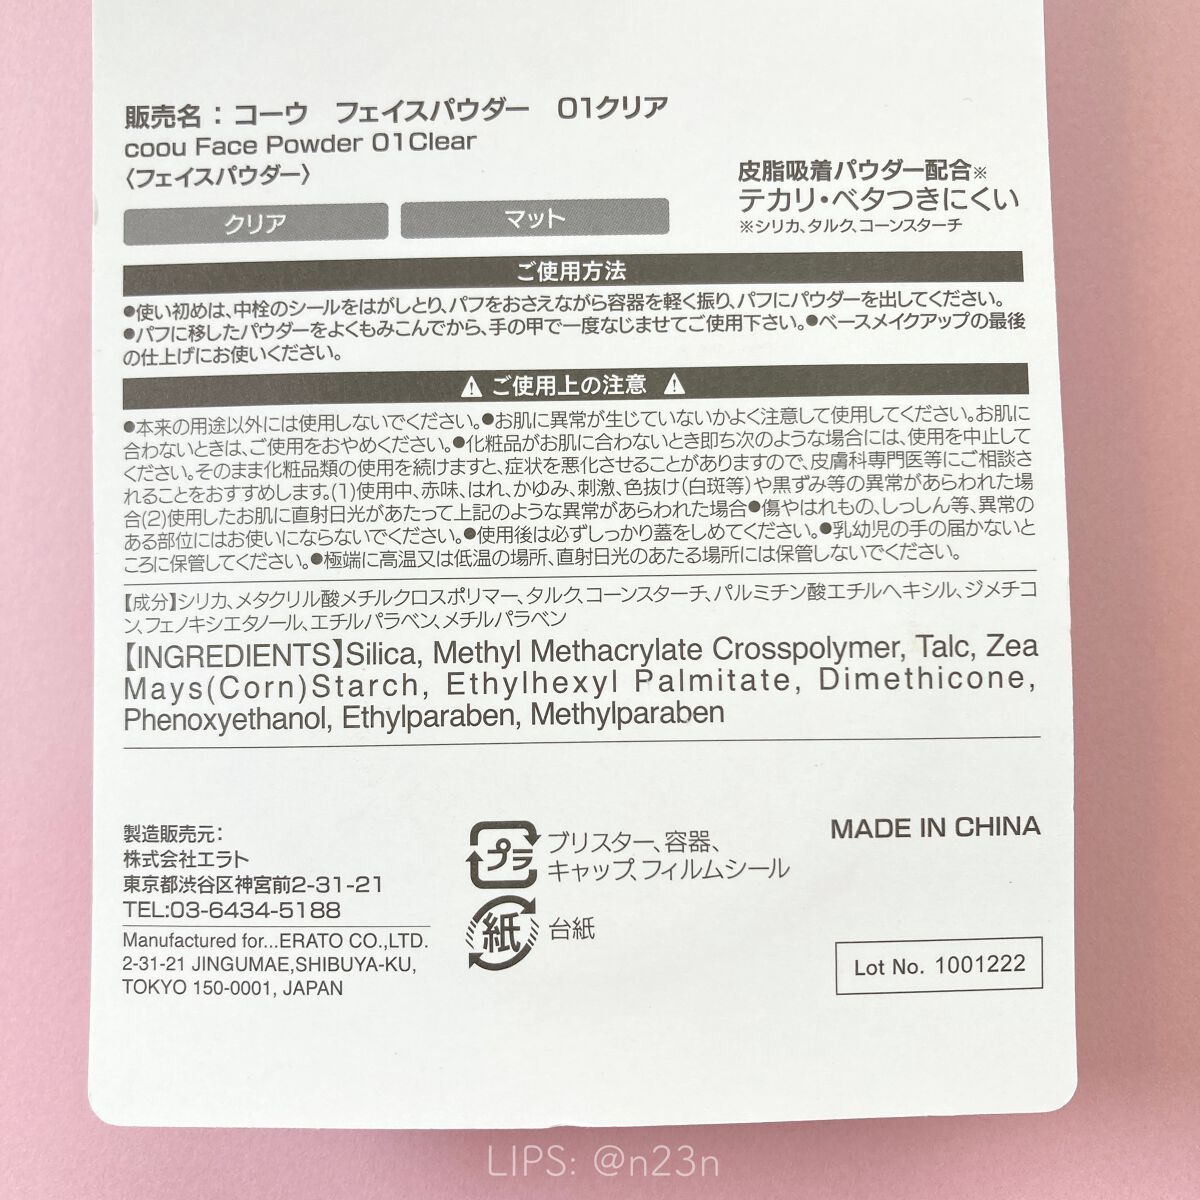 販売名：コーウ　フェイスパウダー　01クリア
coou Face Powder 01Clear
〈フェイスパウダー〉
クリア
マット
皮脂吸着パウダー配合※
テカリ・ベタつきにくい
※シリカ、タルク、コーンスターチ
ご使用方法
●使い初めは、中栓のシールをはがしとり、パフをおさえながら容器を軽く振り、パフにパウダーを出してください。
●パフに移したパウダーをよくもみこんでから、手の甲で一度なじませてご使用下さい。●ベースメイクアップの最後
の仕上げにお使いください。
⚠ ご使用上の注意 ⚠
●本来の用途以外には使用しないでください。●お肌に異常が生じていないかよく注意して使用してください。お肌に
合わないときは、ご使用をおやめください。●化粧品がお肌に合わないとき即ち次のような場合には、使用を中止して
ください。そのまま化粧品類の使用を続けますと、症状を悪化させることがありますので、皮膚科専門医等にご相談さ
れることをおすすめします。(1)使用中、赤味、はれ、かゆみ、刺激、色抜け(白斑等)や黒ずみ等の異常があらわれた場
合(2)使用したお肌に直射日光があたって上記のような異常があらわれた場合●傷やはれもの、しっしん等、異常の
ある部位にはお使いにならないでください。●使用後は必ずしっかり蓋をしめてください。●乳幼児の手の届かないと
ころに保管してください。●極端に高温又は低温の場所、直射日光のあたる場所には保管しないでください。
【成分】シリカ、メタクリル酸メチルクロスポリマー、タルク、コーンスターチ、パルミチン酸エチルヘキシル、ジメチコ
ン、フェノキシエタノール、エチルパラベン、メチルパラベン
【INGREDIENTS】Silica, Methyl Methacrylate Crosspolymer, Talc, Zea
Mays(Corn)Starch, Ethylhexyl Palmitate, Dimethicone,
Phenoxyethanol, Ethylparaben, Methylparaben
製造販売元：
株式会社エラト
東京都渋谷区神宮前2-31-21
TEL:03-6434-5188
Manufactured for...ERATO CO.,LTD.
2-31-21 JINGUMAE,SHIBUYA-KU,
TOKYO 150-0001, JAPAN
プラ
ブリスター、容器、
キャップ、フィルムシール
紙
台紙
MADE IN CHINA
Lot No. 1001222
LIPS: @n23n